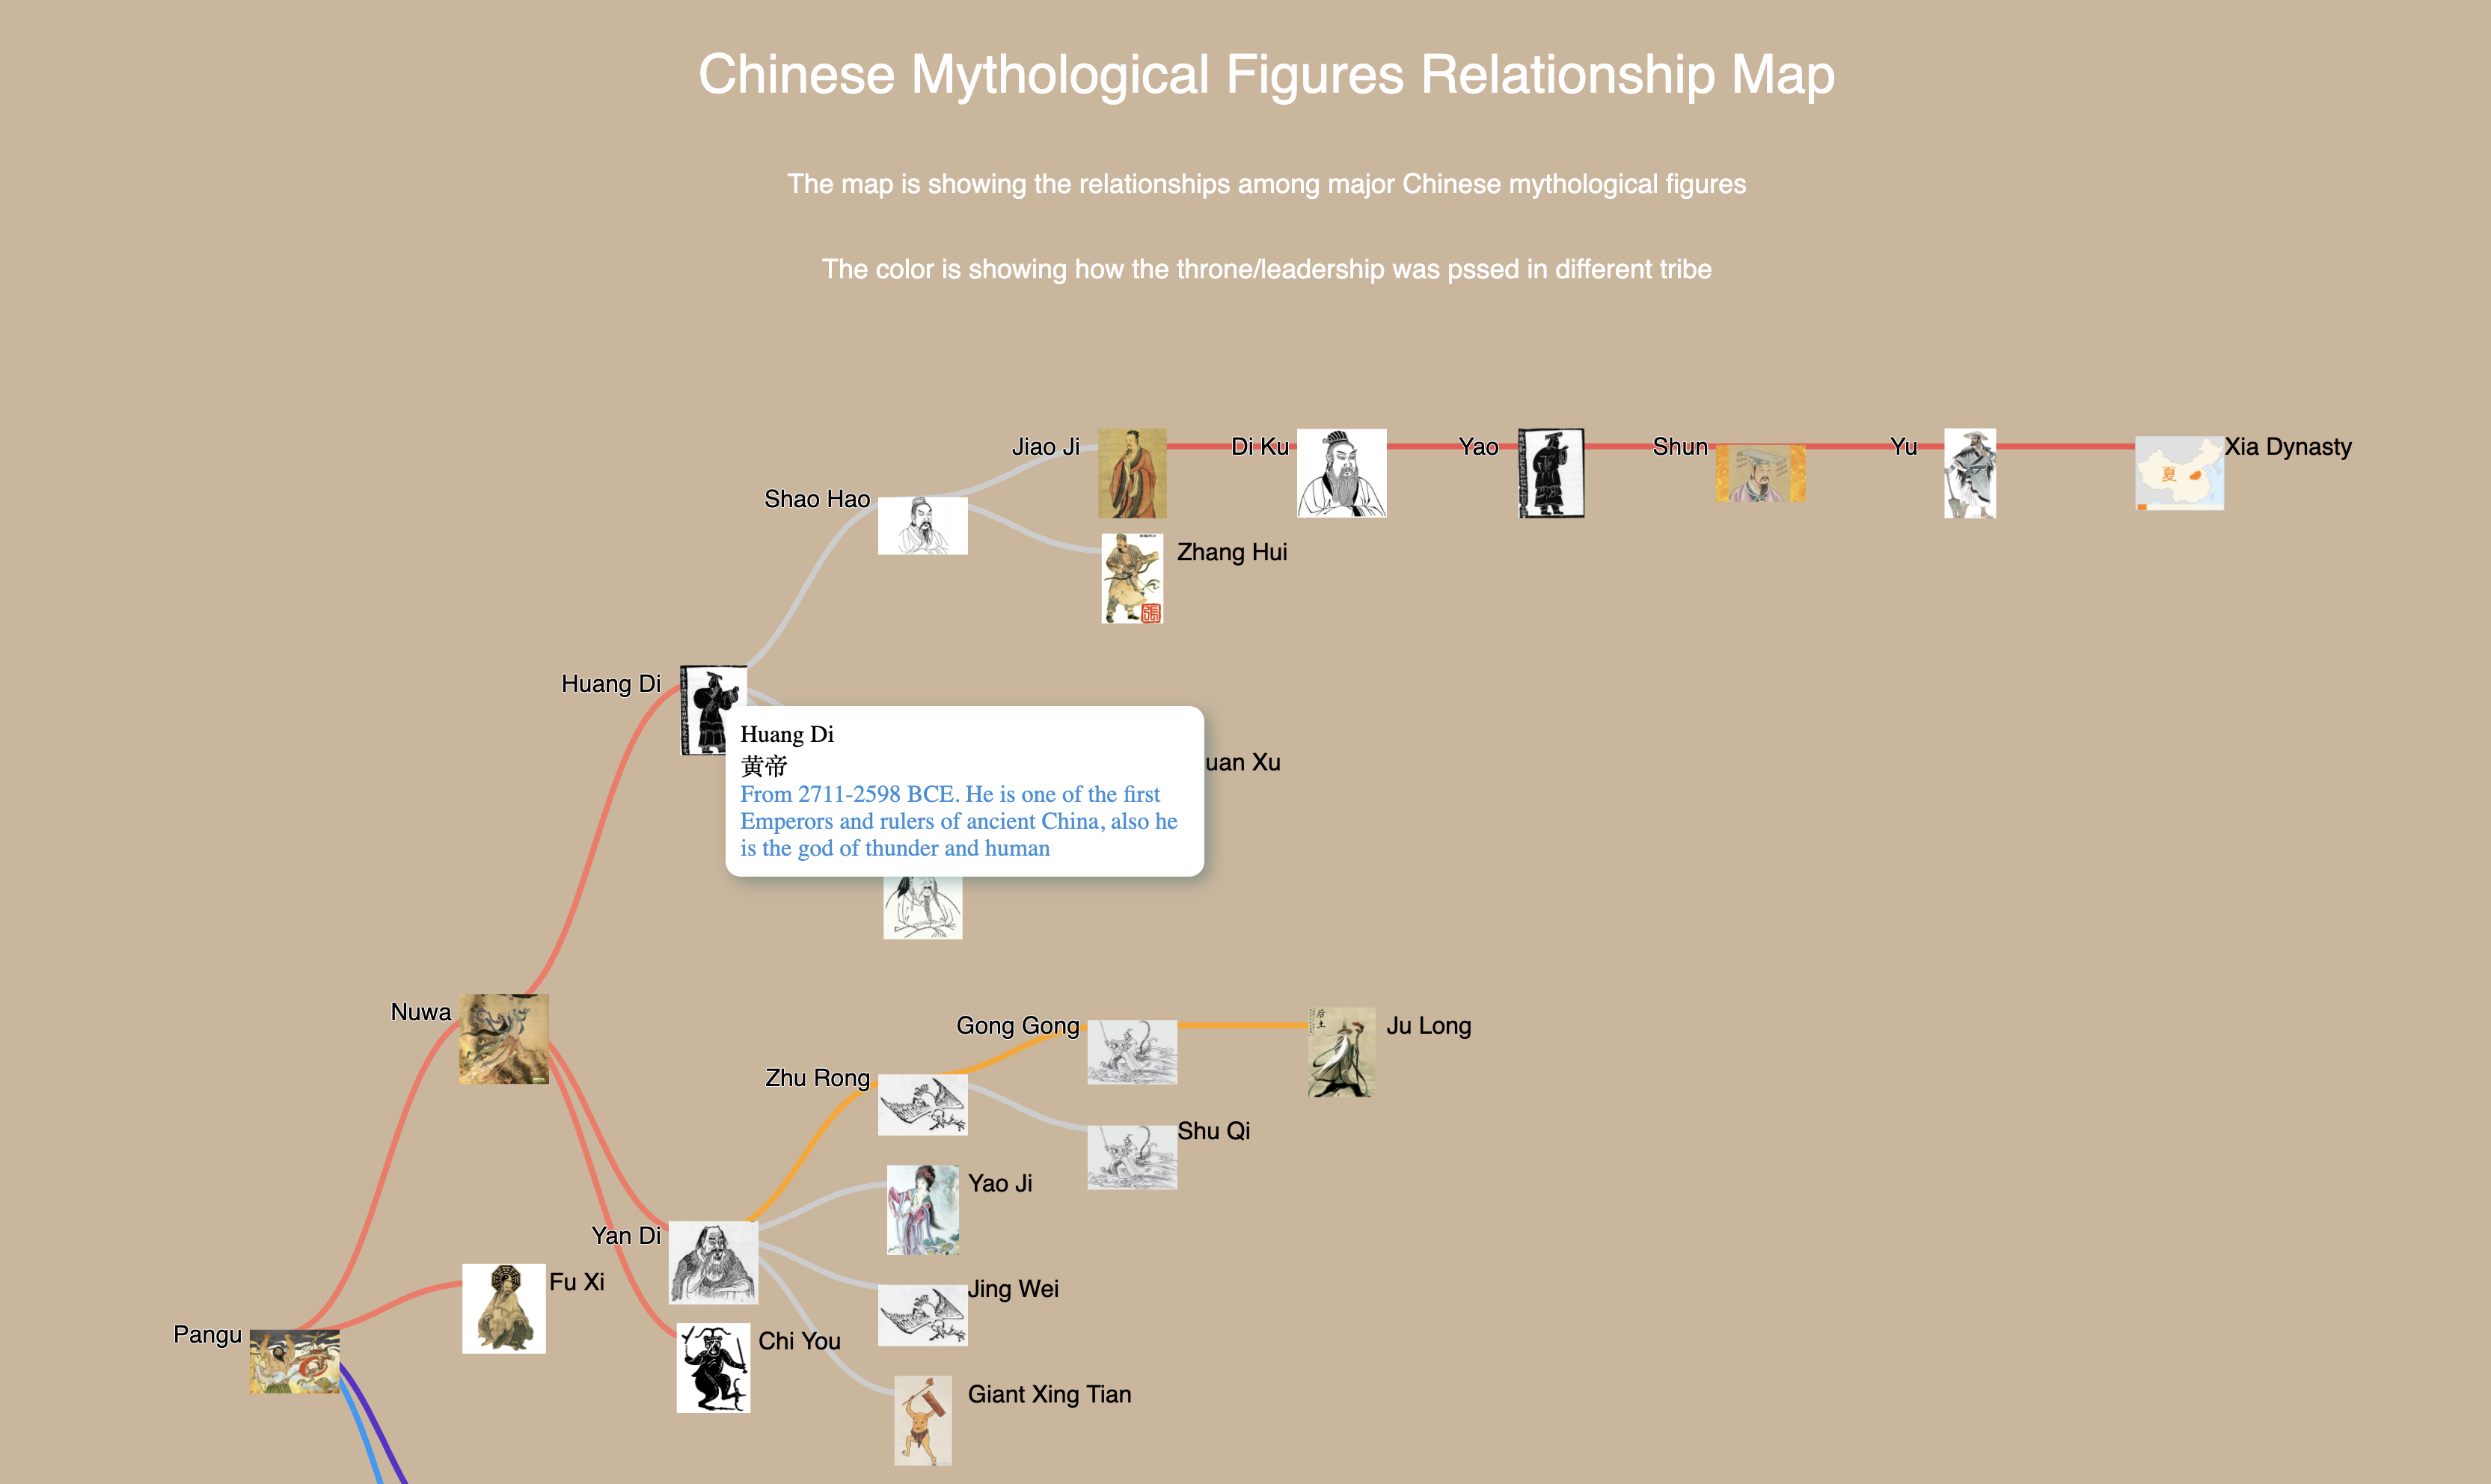 Chinese Mythological Figures Relationship Map
The map is showing the relationships among major Chinese mythological figures
The color is showing how the throne/leadership was pssed in different tribe
Jiao Ji
Di Ku
Yao
Shun
Yu
夏
Xia Dynasty
Shao Hao
Zhang Hui
Huang Di
Huang Di
黄帝
From 2711-2598 BCE. He is one of the first
Emperors and rulers of ancient China, also he
is the god of thunder and human
uan Xu
Nuwa
Gong Gong
后土
Ju Long
Zhu Rong
Shu Qi
Yao Ji
Yan Di
Fu Xi
Jing Wei
Pangu
Chi You
Giant Xing Tian